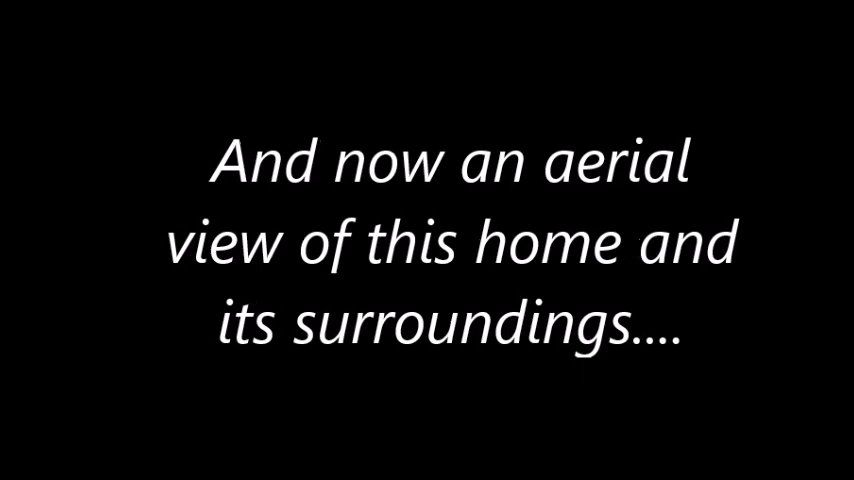 And now an aerial
view of this home and
its surroundings....